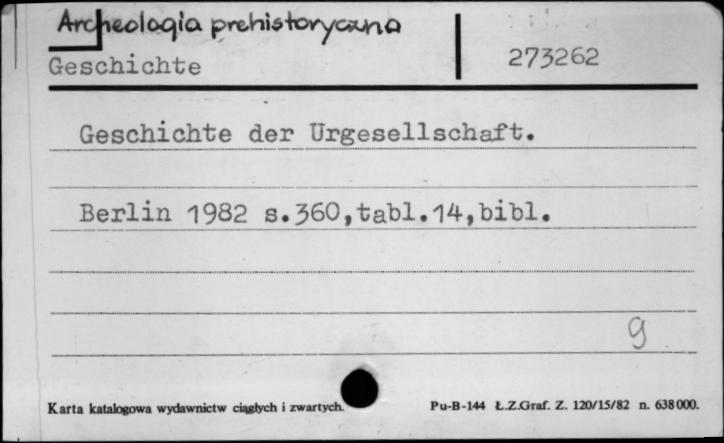 Archeologia prehistoryczna
Geschichte 273262
Geschichte der Urgesellschaft.
Berlin 1982 s.360,tabl.14,bibl.
g
Karta katalogowa wydawnictw ciągłych i zwartych. Pu-B-144 Ł.Z.Graf. Z. 120/15/82 n. 638000.